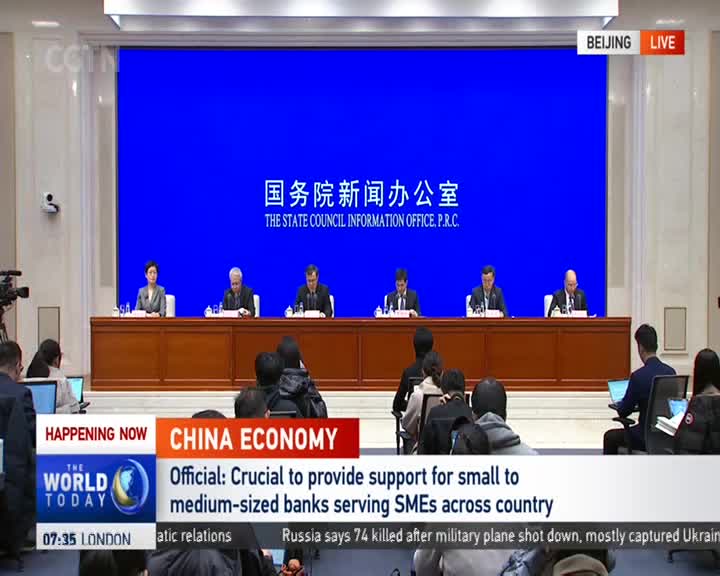 CGTN
BEIJING LIVE
国务院新闻办公室
THE STATE COUNCIL INFORMATION OFFICE, P.R.C.
HAPPENING NOW
CHINA ECONOMY
THE WORLD TODAY
Official: Crucial to provide support for small to
medium-sized banks serving SMEs across country
07:35 LONDON
atic relations Russia says 74 killed after military plane shot down, mostly captured Ukrain